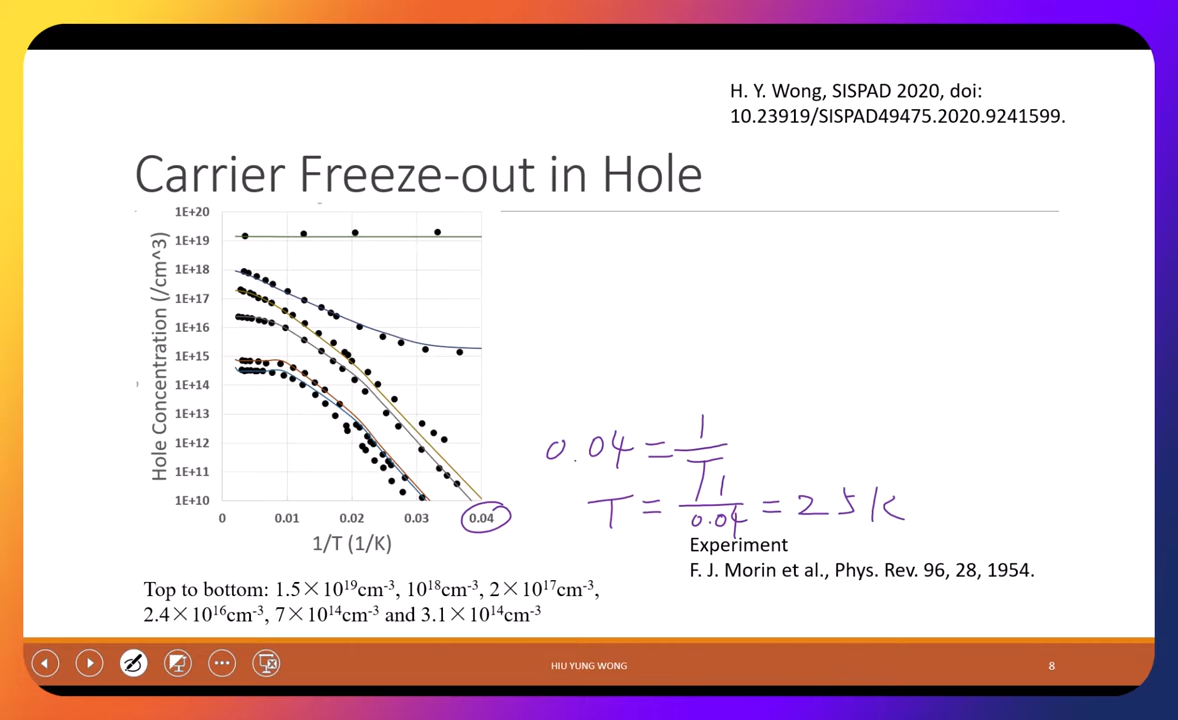 H. Y. Wong, SISPAD 2020, doi:
10.23919/SISPAD49475.2020.9241599.
Carrier Freeze-out in Hole
Hole Concentration (/cm^3)
1E+20
1E+19
1E+18
1E+17
1E+16
1E+15
1E+14
1E+13
1E+12
1E+11
1E+10
0 0.01 0.02 0.03 0.04
1/T (1/K)
0.04 = 1/T
T = 1/0.04 = 25K
Experiment
F. J. Morin et al., Phys. Rev. 96, 28, 1954.
Top to bottom: 1.5×10¹⁹cm⁻³, 10¹⁸cm⁻³, 2×10¹⁷cm⁻³,
2.4×10¹⁶cm⁻³, 7×10¹⁴cm⁻³ and 3.1×10¹⁴cm⁻³
HIU YUNG WONG
8